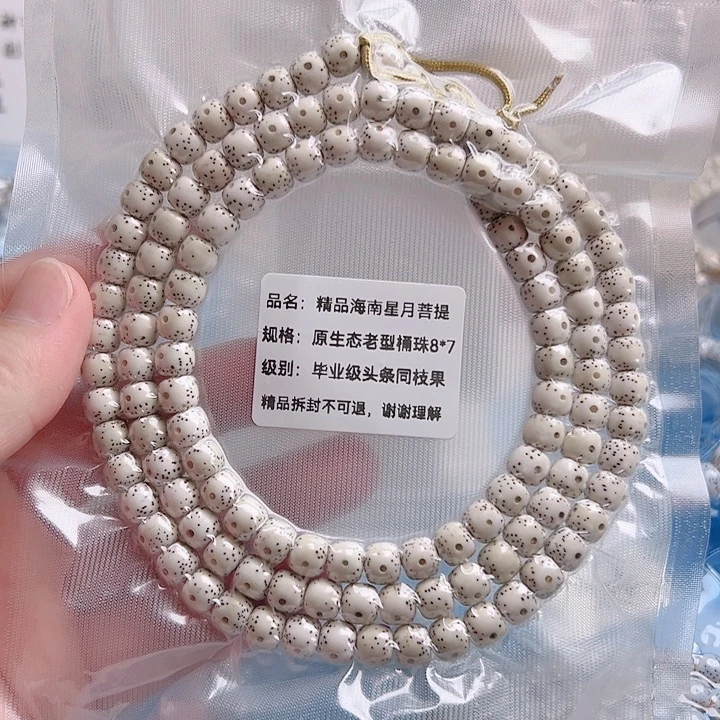 品名：精品海南星月菩提
规格：原生态老型桶珠8*7
级别：毕业级头条同枝果
精品拆封不可退，谢谢理解